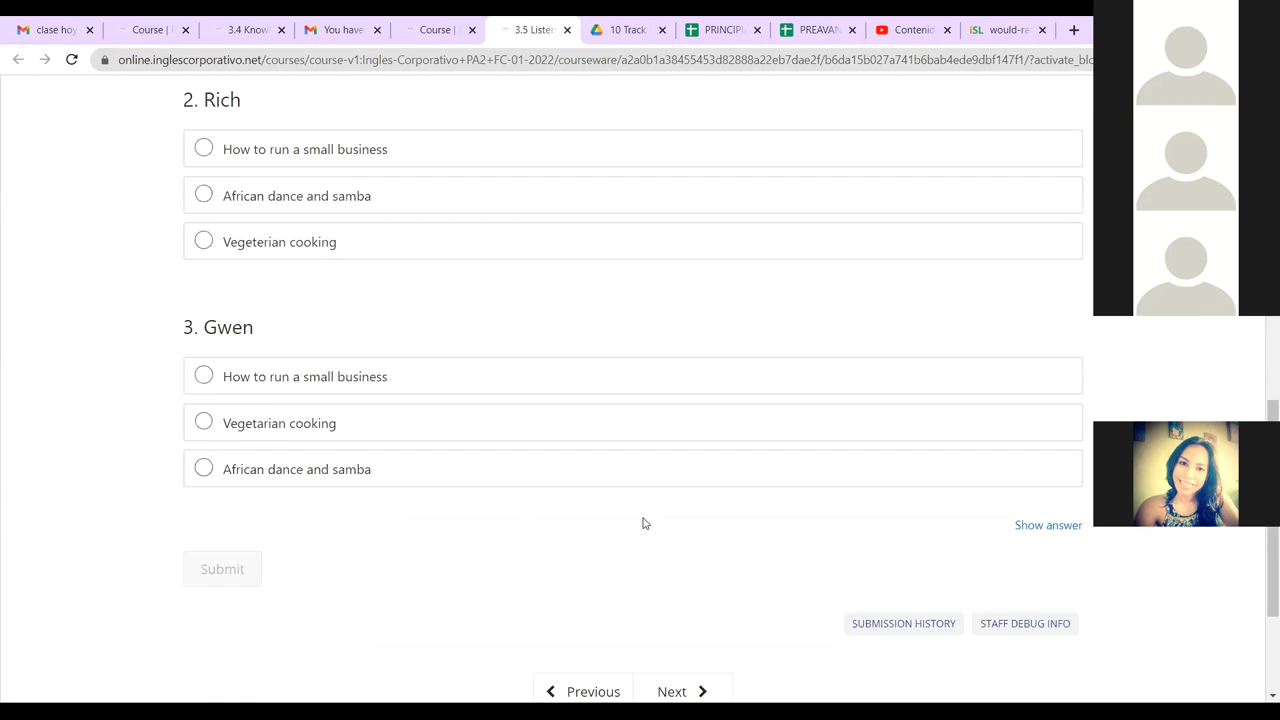 clase hoy
Course |
3.4 Know
You have
Course |
3.5 Listen
10 Track
PRINCIPI
PREAVAN
Contenid
would-ra
online.inglescorporativo.net/courses/course-v1:Ingles-Corporativo+PA2+FC-01-2022/courseware/a2a0b1a38455453d82888a22eb7dae2f/b6da15b027a741b6bab4ede9dbf147f1/?activate_blo
2. Rich
How to run a small business
African dance and samba
Vegeterian cooking
3. Gwen
How to run a small business
Vegetarian cooking
African dance and samba
Show answer
Submit
SUBMISSION HISTORY
STAFF DEBUG INFO
Previous
Next